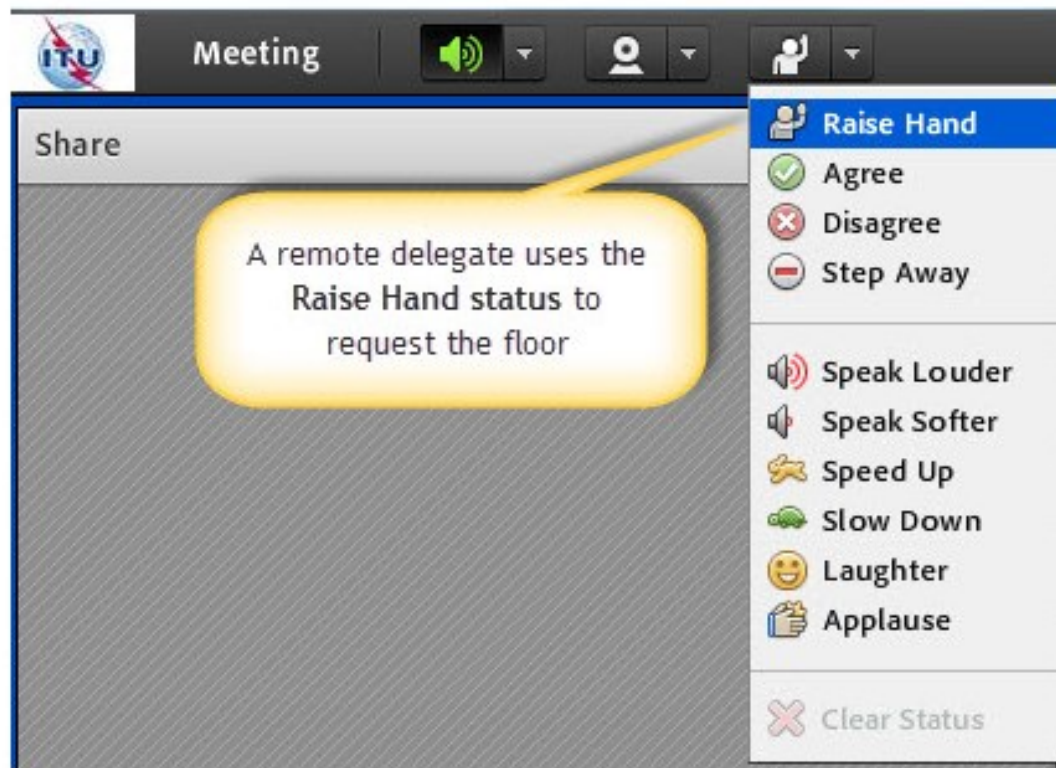 ITU
Meeting
Share
A remote delegate uses the
Raise Hand status to
request the floor
Raise Hand
Agree
Disagree
Step Away
Speak Louder
Speak Softer
Speed Up
Slow Down
Laughter
Applause
Clear Status